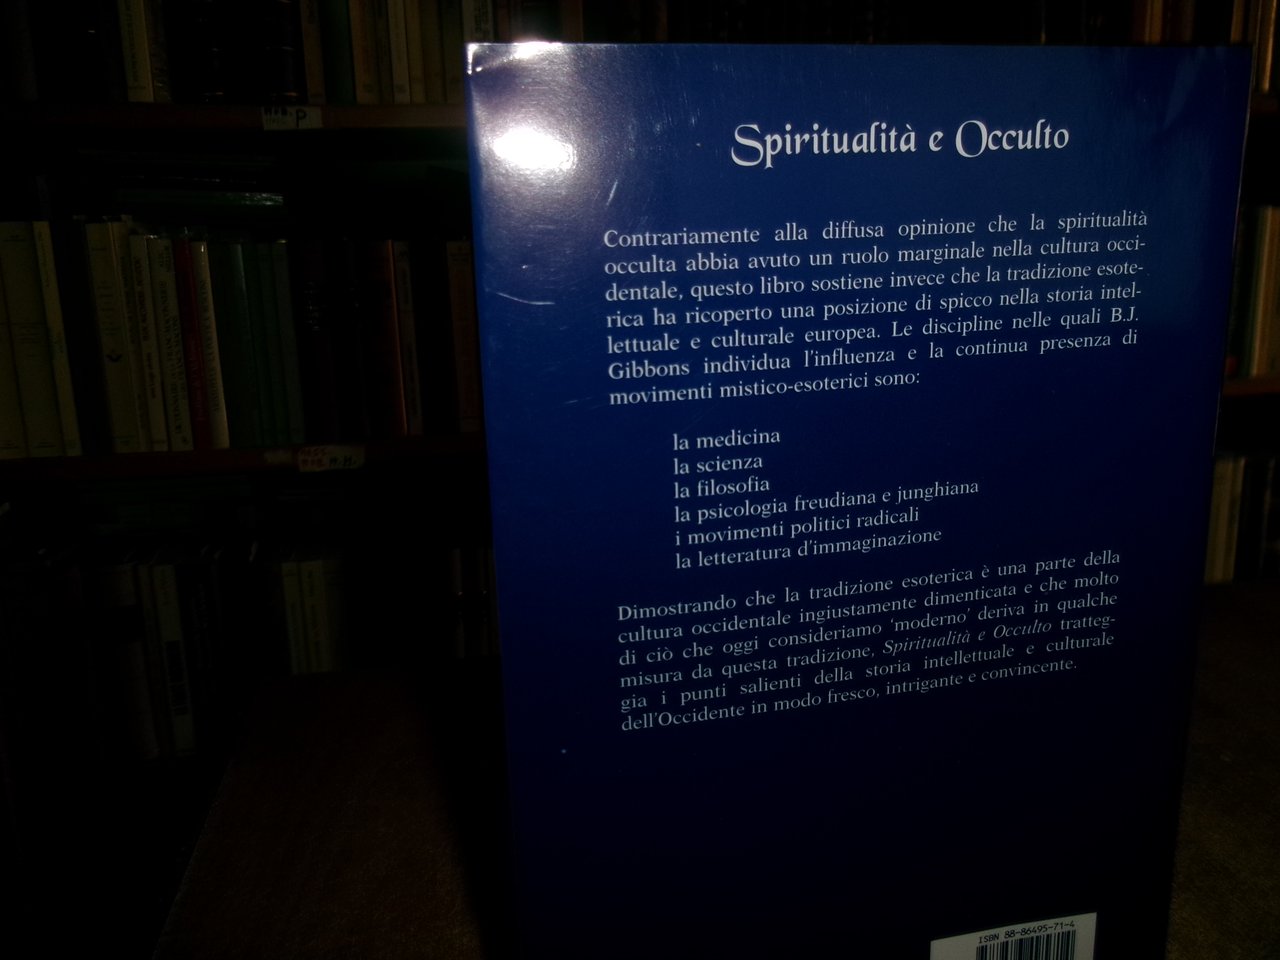 Spiritualità e Occulto
Contrariamente alla diffusa opinione che la spiritualità
occulta abbia avuto un ruolo marginale nella cultura occi-
dentale, questo libro sostiene invece che la tradizione esote-
rica ha ricoperto una posizione di spicco nella storia intel-
lettuale e culturale europea. Le discipline nelle quali B.J.
Gibbons individua l'influenza e la continua presenza di
movimenti mistico-esoterici sono:
la medicina
la scienza
la filosofia
la psicologia freudiana e junghiana
i movimenti politici radicali
la letteratura d'immaginazione
Dimostrando che la tradizione esoterica è una parte della
cultura occidentale ingiustamente dimenticata e che molto
di ciò che oggi consideriamo 'moderno' deriva in qualche
misura da questa tradizione, Spiritualità e Occulto tratteg-
gia i punti salienti della storia intellettuale e culturale
dell'Occidente in modo fresco, intrigante e convincente.
ISBN 88-86495-71-4